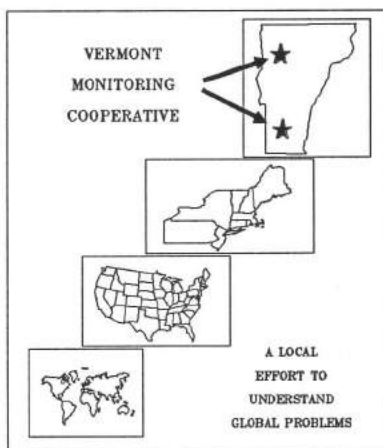 VERMONT
MONITORING
COOPERATIVE
A LOCAL
EFFORT TO
UNDERSTAND
GLOBAL PROBLEMS